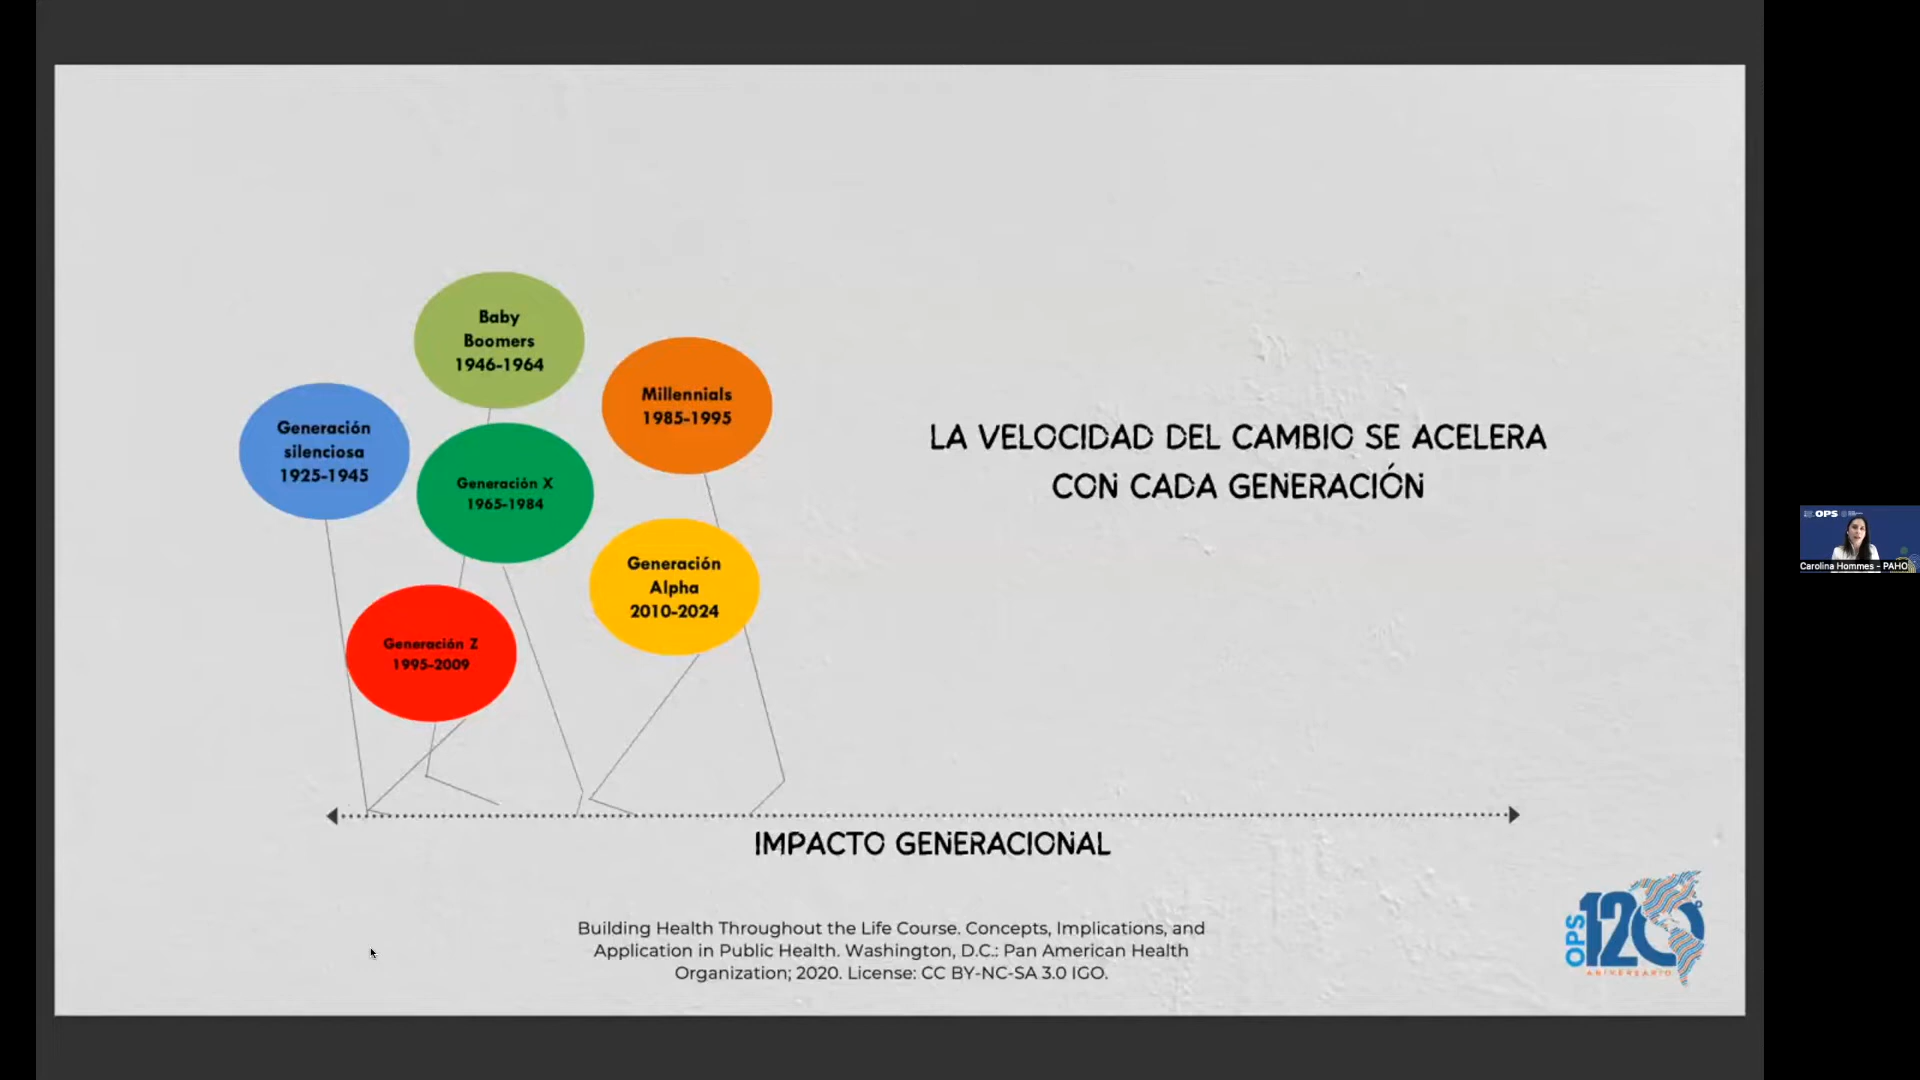 Baby
Boomers
1946-1964
Millennials
1985-1995
Generación
silenciosa
1925-1945
Generación X
1965-1984
LA VELOCIDAD DEL CAMBIO SE ACELERA
CON CADA GENERACIÓN
Generación
Alpha
2010-2024
Generación Z
1995-2009
IMPACTO GENERACIONAL
Building Health Throughout the Life Course. Concepts, Implications, and
Application in Public Health. Washington, D.C.: Pan American Health
Organization; 2020. License: CC BY-NC-SA 3.0 IGO.
OPS
120
ANIVERSARIO
OPS
Carolina Hommes - PAHO